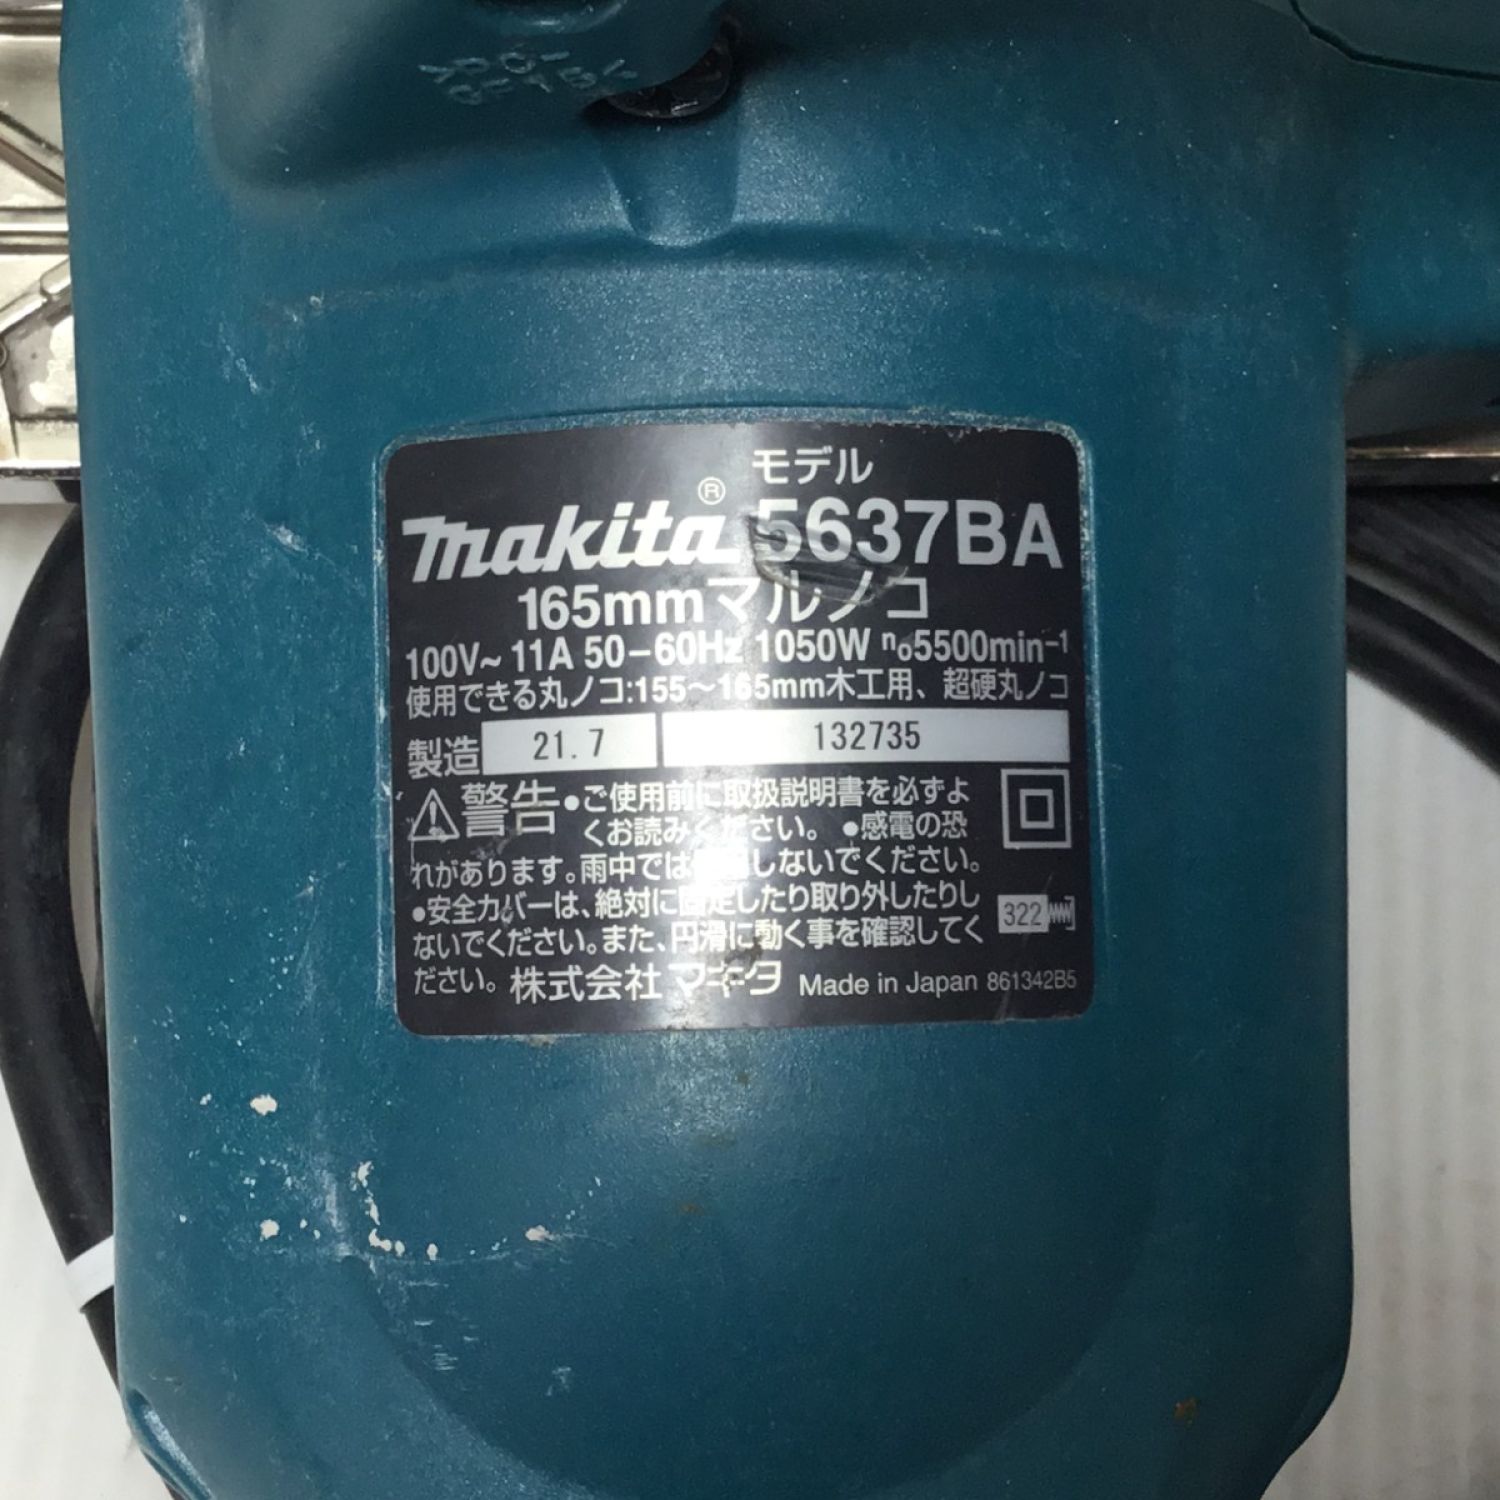 モデル
makita® 5637BA
165mmマルノコ
100V~ 11A 50-60Hz 1050W n₀5500min⁻¹
使用できる丸ノコ:155~165mm木工用、超硬丸ノコ
製造 21.7 132735
警告 ●ご使用前に取扱説明書を必ずよ
くお読みください。 ●感電の恐
れがあります。雨中では使用しないでください。
●安全カバーは、絶対に固定したり取り外したりし
ないでください。また、円滑に動く事を確認してく
ださい。 株式会社 マキタ Made in Japan 861342B5
322